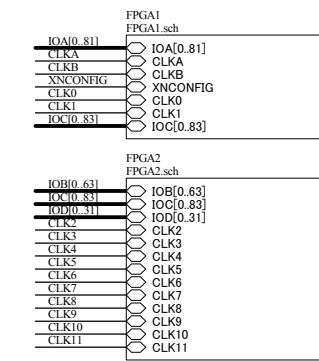 FPGA1
FPGA1.sch
IOA[0..81] IOA[0..81]
CLKA CLKA
CLKB CLKB
XNCONFIG XNCONFIG
CLK0 CLK0
CLK1 CLK1
IOC[0..83] IOC[0..83]
FPGA2
FPGA2.sch
IOB[0..63] IOB[0..63]
IOC[0..83] IOC[0..83]
IOD[0..31] IOD[0..31]
CLK2 CLK2
CLK3 CLK3
CLK4 CLK4
CLK5 CLK5
CLK6 CLK6
CLK7 CLK7
CLK8 CLK8
CLK9 CLK9
CLK10 CLK10
CLK11 CLK11